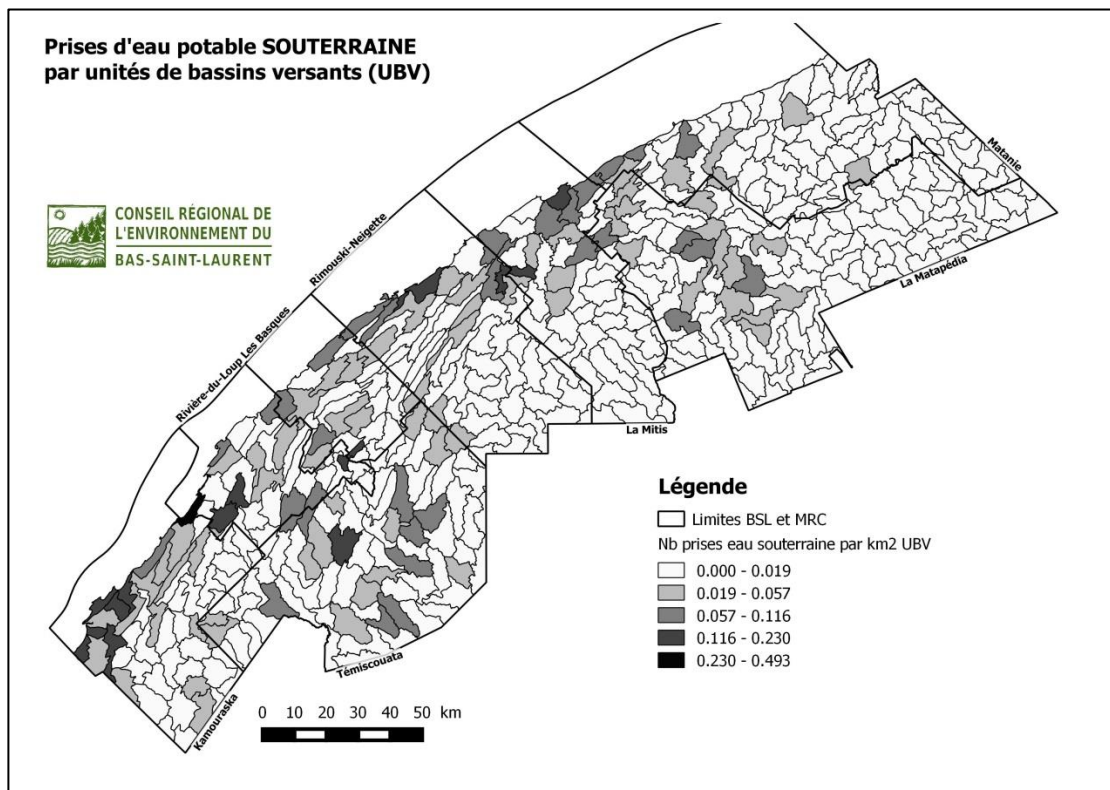 Prises d'eau potable SOUTERRAINE
par unités de bassins versants (UBV)
CONSEIL RÉGIONAL DE
L'ENVIRONNEMENT DU
BAS-SAINT-LAURENT
Matanie
La Matapédia
Rimouski-Neigette
Rivière-du-Loup Les Basques
La Mitis
Témiscouata
Kamouraska
Légende
Limites BSL et MRC
Nb prises eau souterraine par km2 UBV
0.000 - 0.019
0.019 - 0.057
0.057 - 0.116
0.116 - 0.230
0.230 - 0.493
0 10 20 30 40 50 km